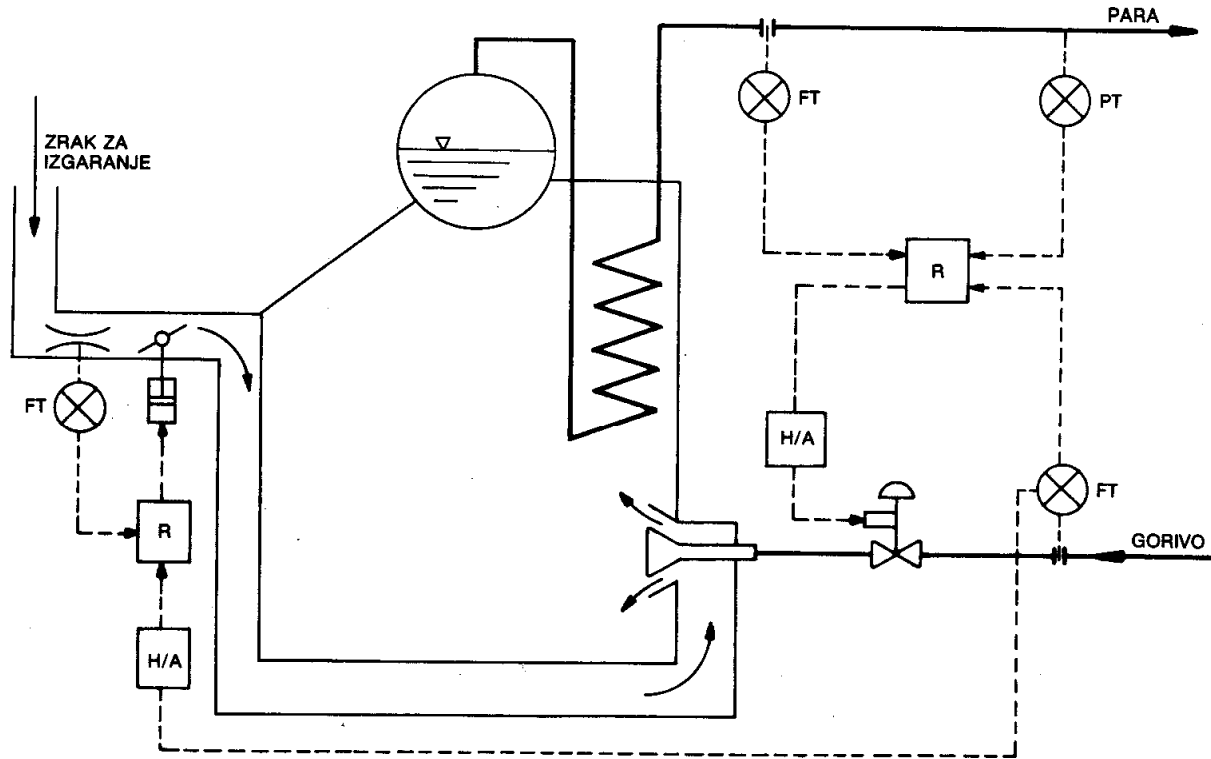 PARA
FT
PT
ZRAK ZA
IZGARANJE
R
FT
H/A
FT
R
GORIVO
H/A